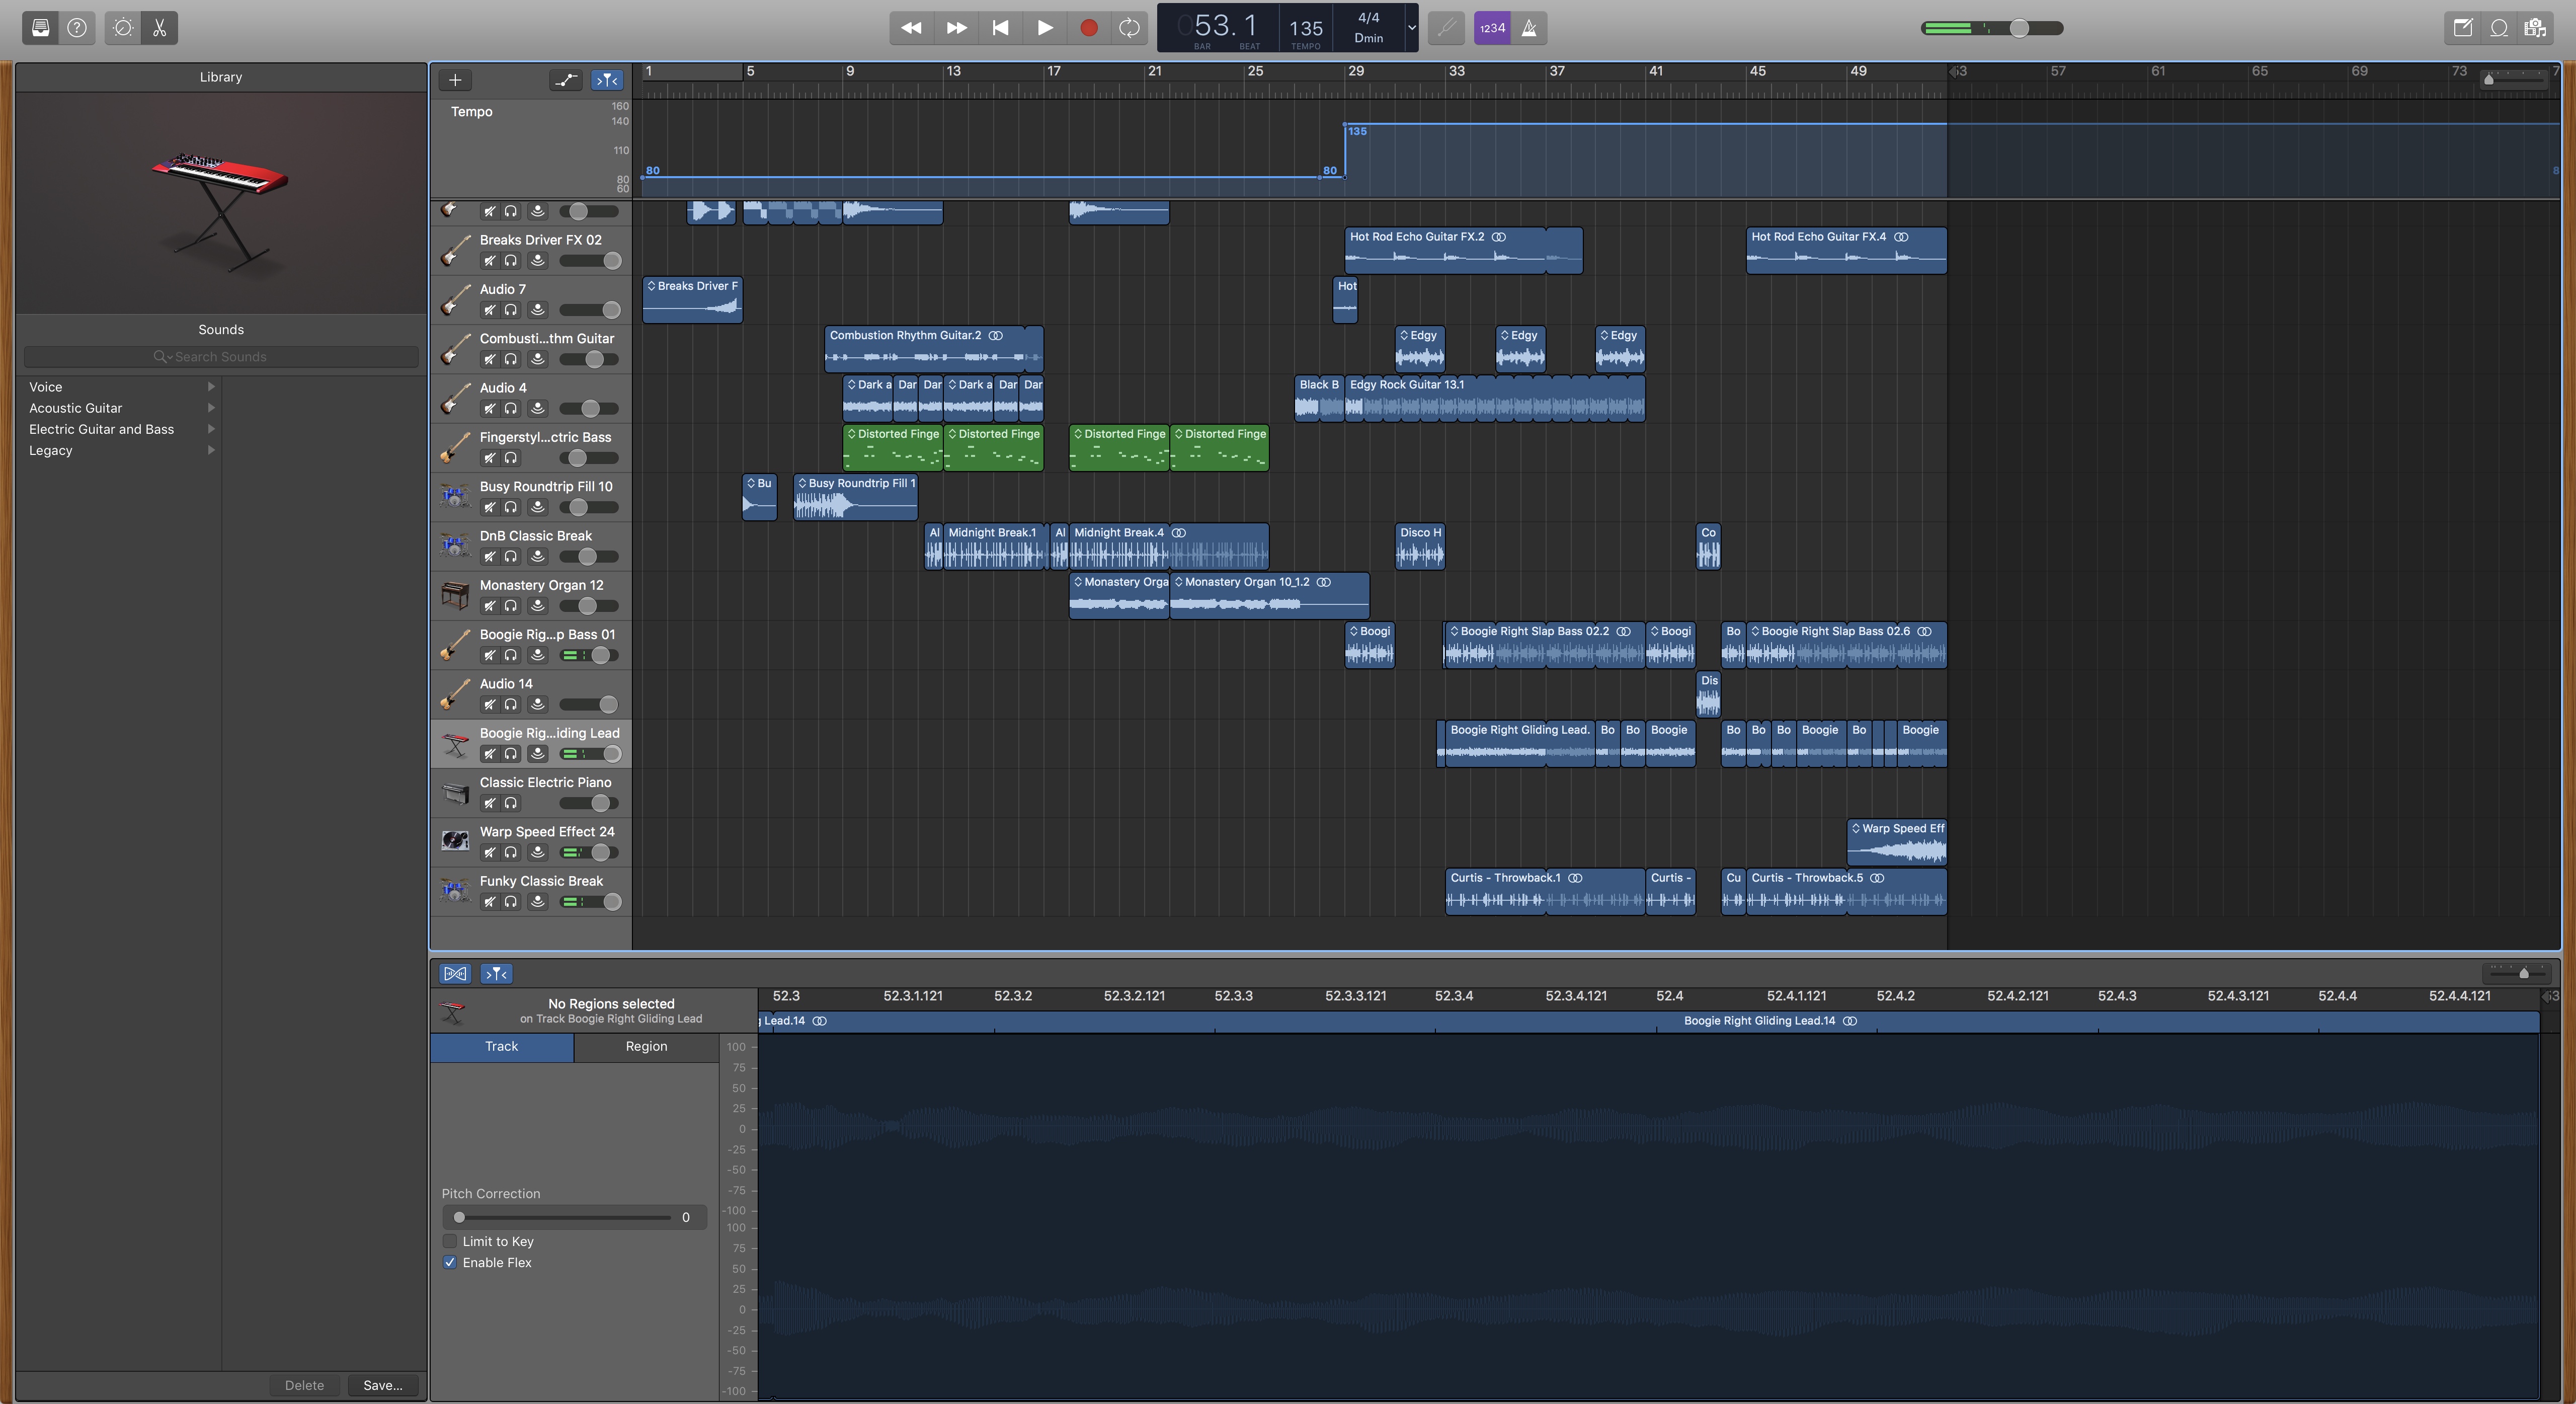 053.1
BAR BEAT
135
TEMPO
4/4
Dmin
1234
Library
Sounds
Search Sounds
Voice
Acoustic Guitar
Electric Guitar and Bass
Legacy
Delete
Save...
1 5 9 13 17 21 25 29 33 37 41 45 49 53 57 61 65 69 73
Tempo
160
140
110
80
60
80
80
135
Breaks Driver FX 02
Hot Rod Echo Guitar FX.2
Hot Rod Echo Guitar FX.4
Audio 7
Breaks Driver F
Hot
Combusti...thm Guitar
Combustion Rhythm Guitar.2
Edgy
Edgy
Edgy
Audio 4
Dark a
Dar
Dar
Dark a
Dar
Dar
Black B
Edgy Rock Guitar 13.1
Fingerstyl...ctric Bass
Distorted Finge
Distorted Finge
Distorted Finge
Distorted Finge
Busy Roundtrip Fill 10
Bu
Busy Roundtrip Fill 1
DnB Classic Break
Al
Midnight Break.1
Al
Midnight Break.4
Disco H
Co
Monastery Organ 12
Monastery Orga
Monastery Organ 10_1.2
Boogie Rig...p Bass 01
Boogi
Boogie Right Slap Bass 02.2
Boogi
Bo
Boogie Right Slap Bass 02.6
Audio 14
Dis
Boogie Rig...iding Lead
Boogie Right Gliding Lead.
Bo
Bo
Boogie
Bo
Bo
Bo
Boogie
Bo
Boogie
Classic Electric Piano
Warp Speed Effect 24
Warp Speed Eff
Funky Classic Break
Curtis - Throwback.1
Curtis -
Cu
Curtis - Throwback.5
No Regions selected
on Track Boogie Right Gliding Lead
52.3 52.3.1.121 52.3.2 52.3.2.121 52.3.3 52.3.3.121 52.3.4 52.3.4.121 52.4 52.4.1.121 52.4.2 52.4.2.121 52.4.3 52.4.3.121 52.4.4 52.4.4.121
Lead.14
Boogie Right Gliding Lead.14
Track
Region
Pitch Correction
0
Limit to Key
Enable Flex
100
75
50
25
0
-25
-50
-75
-100
100
75
50
25
0
-25
-50
-75
-100